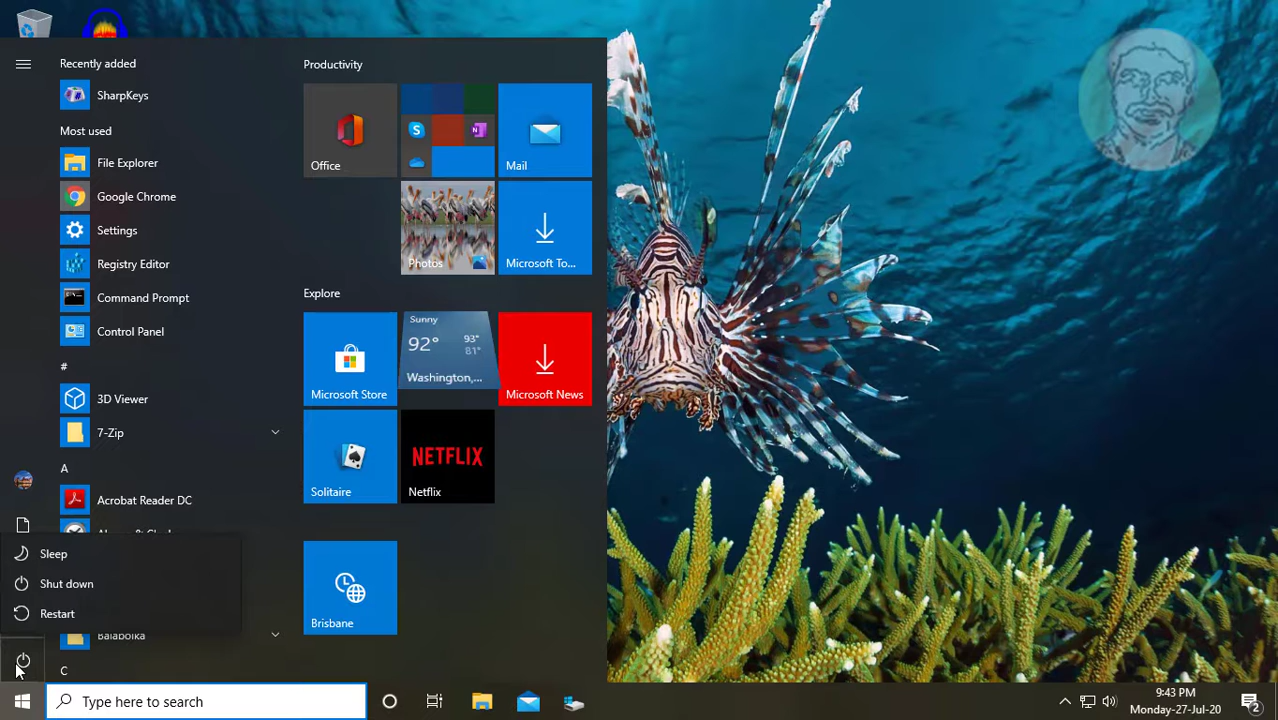 Recently added
SharpKeys
Most used
File Explorer
Google Chrome
Settings
Registry Editor
Command Prompt
Control Panel
#
3D Viewer
7-Zip
A
Acrobat Reader DC
Sleep
Shut down
Restart
Balabolka
C
Productivity
Office
Mail
Photos
Microsoft To...
Explore
Microsoft Store
Sunny
92° 93°
81°
Washington,...
Microsoft News
Solitaire
NETFLIX
Netflix
Brisbane
Type here to search
9:43 PM
Monday-27-Jul-20
2